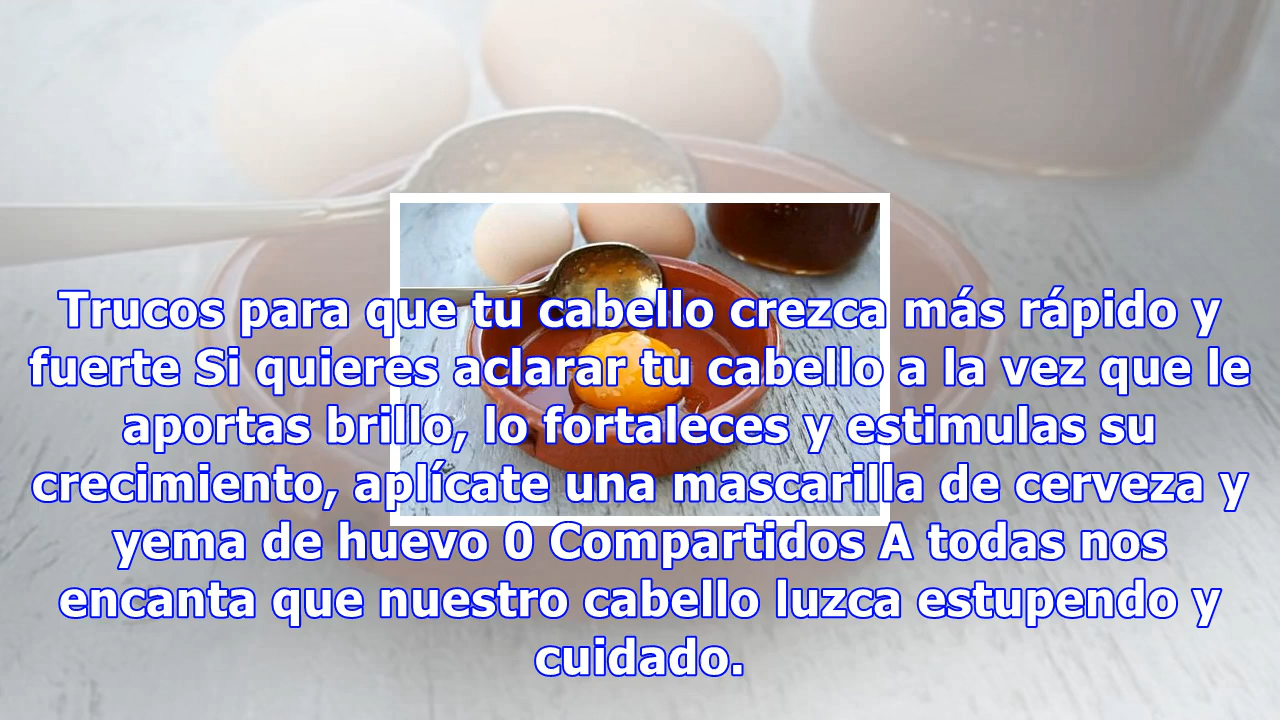 Trucos para que tu cabello crezca más rápido y
fuerte Si quieres aclarar tu cabello a la vez que le
aportas brillo, lo fortaleces y estimulas su
crecimiento, aplícate una mascarilla de cerveza y
yema de huevo 0 Compartidos A todas nos
encanta que nuestro cabello luzca estupendo y
cuidado.